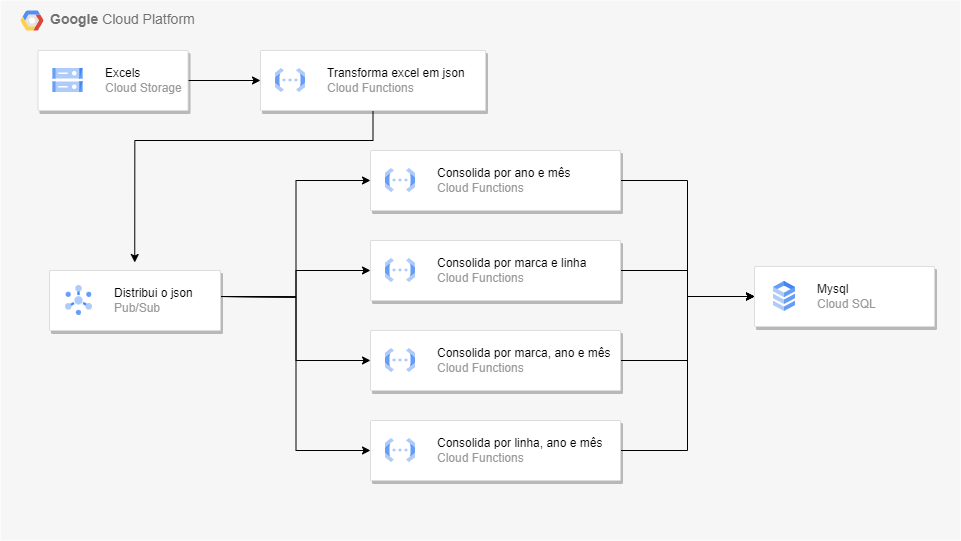 Google Cloud Platform
Excels
Cloud Storage
Transforma excel em json
Cloud Functions
Consolida por ano e mês
Cloud Functions
Consolida por marca e linha
Cloud Functions
Distribui o json
Pub/Sub
Mysql
Cloud SQL
Consolida por marca, ano e mês
Cloud Functions
Consolida por linha, ano e mês
Cloud Functions